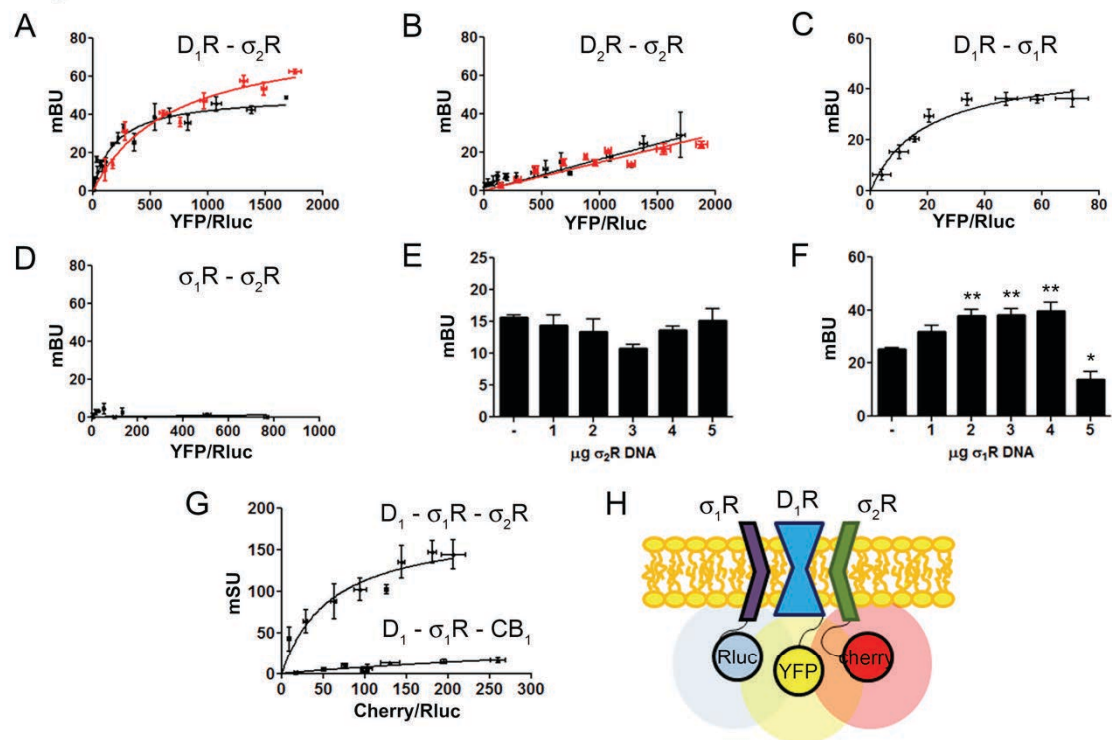 A
D₁R - σ₂R
mBU
80
60
40
20
0
0 500 1000 1500 2000
YFP/Rluc
B
D₂R - σ₂R
mBU
80
60
40
20
0
0 500 1000 1500 2000
YFP/Rluc
C
D₁R - σ₁R
mBU
60
40
20
0
0 20 40 60 80
YFP/Rluc
D
σ₁R - σ₂R
mBU
80
60
40
20
0
0 200 400 600 800 1000
YFP/Rluc
E
mBU
25
20
15
10
5
0
- 1 2 3 4 5
μg σ₂R DNA
F
mBU
60
40
20
0
** ** ** *
- 1 2 3 4 5
μg σ₁R DNA
G
mSU
200
150
100
50
0
D₁ - σ₁R - σ₂R
D₁ - σ₁R - CB₁
0 50 100 150 200 250 300
Cherry/Rluc
H
σ₁R D₁R σ₂R
Rluc YFP cherry